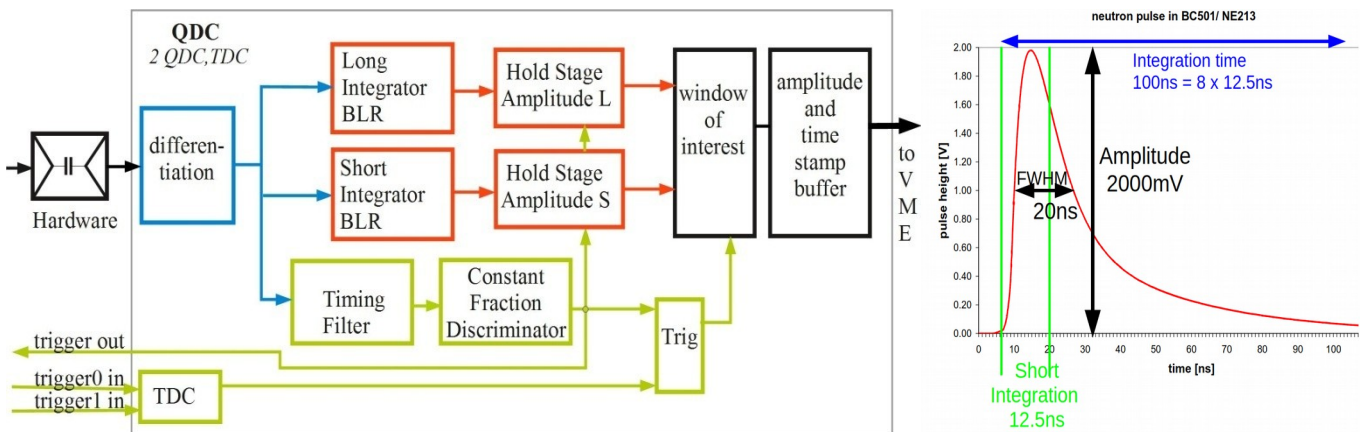 QDC
2 QDC,TDC
Hardware
differen-
tiation
Long
Integrator
BLR
Hold Stage
Amplitude L
Short
Integrator
BLR
Hold Stage
Amplitude S
window
of
interest
amplitude
and
time
stamp
buffer
to
V
M
E
Timing
Filter
Constant
Fraction
Discriminator
Trig
trigger out
trigger0 in
trigger1 in
TDC
neutron pulse in BC501/ NE213
Integration time
100ns = 8 x 12.5ns
pulse height [V]
2.00
1.80
1.60
1.40
1.20
1.00
0.80
0.60
0.40
0.20
0.00
Amplitude
2000mV
FWHM
20ns
0
10
20
30
40
50
60
70
80
90
100
time [ns]
Short
Integration
12.5ns